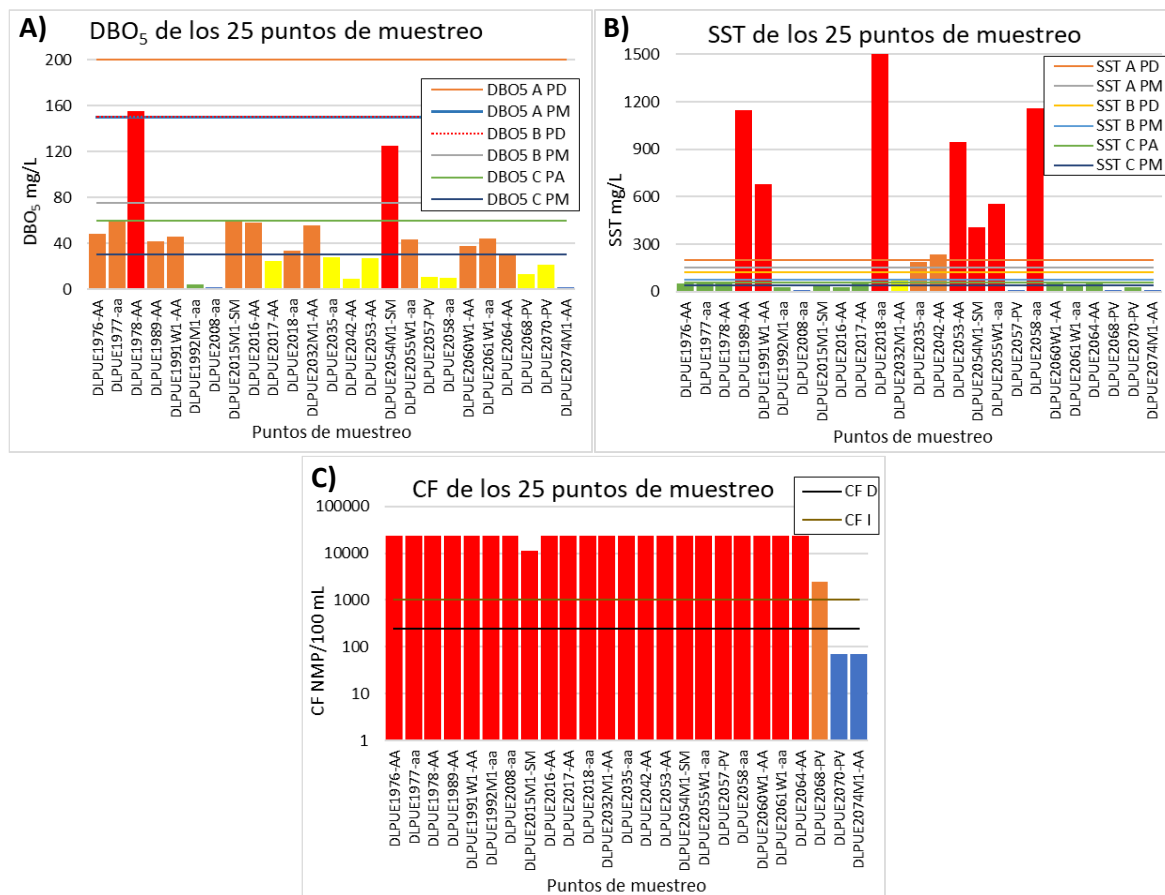 A)
DBO5 de los 25 puntos de muestreo
200
160
120
80
40
0
DBO5 mg/L
DBO5 A PD
DBO5 A PM
DBO5 B PD
DBO5 B PM
DBO5 C PA
DBO5 C PM
DLPUE1976-AA
DLPUE1977-aa
DLPUE1978-AA
DLPUE1989-AA
DLPUE1991W1-AA
DLPUE1992M1-aa
DLPUE2008-aa
DLPUE2015M1-SM
DLPUE2016-AA
DLPUE2017-AA
DLPUE2018-aa
DLPUE2032M1-AA
DLPUE2035-aa
DLPUE2042-AA
DLPUE2053-AA
DLPUE2054M1-SM
DLPUE2055W1-aa
DLPUE2057-PV
DLPUE2058-aa
DLPUE2060W1-AA
DLPUE2061W1-aa
DLPUE2064-AA
DLPUE2068-PV
DLPUE2070-PV
DLPUE2074M1-AA
Puntos de muestreo
B)
SST de los 25 puntos de muestreo
1500
1200
900
600
300
0
SST mg/L
SST A PD
SST A PM
SST B PD
SST B PM
SST C PA
SST C PM
DLPUE1976-AA
DLPUE1977-aa
DLPUE1978-AA
DLPUE1989-AA
DLPUE1991W1-AA
DLPUE1992M1-aa
DLPUE2008-aa
DLPUE2015M1-SM
DLPUE2016-AA
DLPUE2017-AA
DLPUE2018-aa
DLPUE2032M1-AA
DLPUE2035-aa
DLPUE2042-AA
DLPUE2053-AA
DLPUE2054M1-SM
DLPUE2055W1-aa
DLPUE2057-PV
DLPUE2058-aa
DLPUE2060W1-AA
DLPUE2061W1-aa
DLPUE2064-AA
DLPUE2068-PV
DLPUE2070-PV
DLPUE2074M1-AA
Puntos de muestreo
C)
CF de los 25 puntos de muestreo
100000
10000
1000
100
10
1
CF NMP/100 mL
CF D
CF I
DLPUE1976-AA
DLPUE1977-aa
DLPUE1978-AA
DLPUE1989-AA
DLPUE1991W1-AA
DLPUE1992M1-AA
DLPUE2008-aa
DLPUE2015M1-SM
DLPUE2016-AA
DLPUE2017-AA
DLPUE2018-aa
DLPUE2032M1-AA
DLPUE2035-aa
DLPUE2042-AA
DLPUE2053-AA
DLPUE2054M1-SM
DLPUE2055W1-aa
DLPUE2057-PV
DLPUE2058-aa
DLPUE2060W1-AA
DLPUE2061W1-aa
DLPUE2064-AA
DLPUE2068-PV
DLPUE2070-PV
DLPUE2074M1-AA
Puntos de muestreo